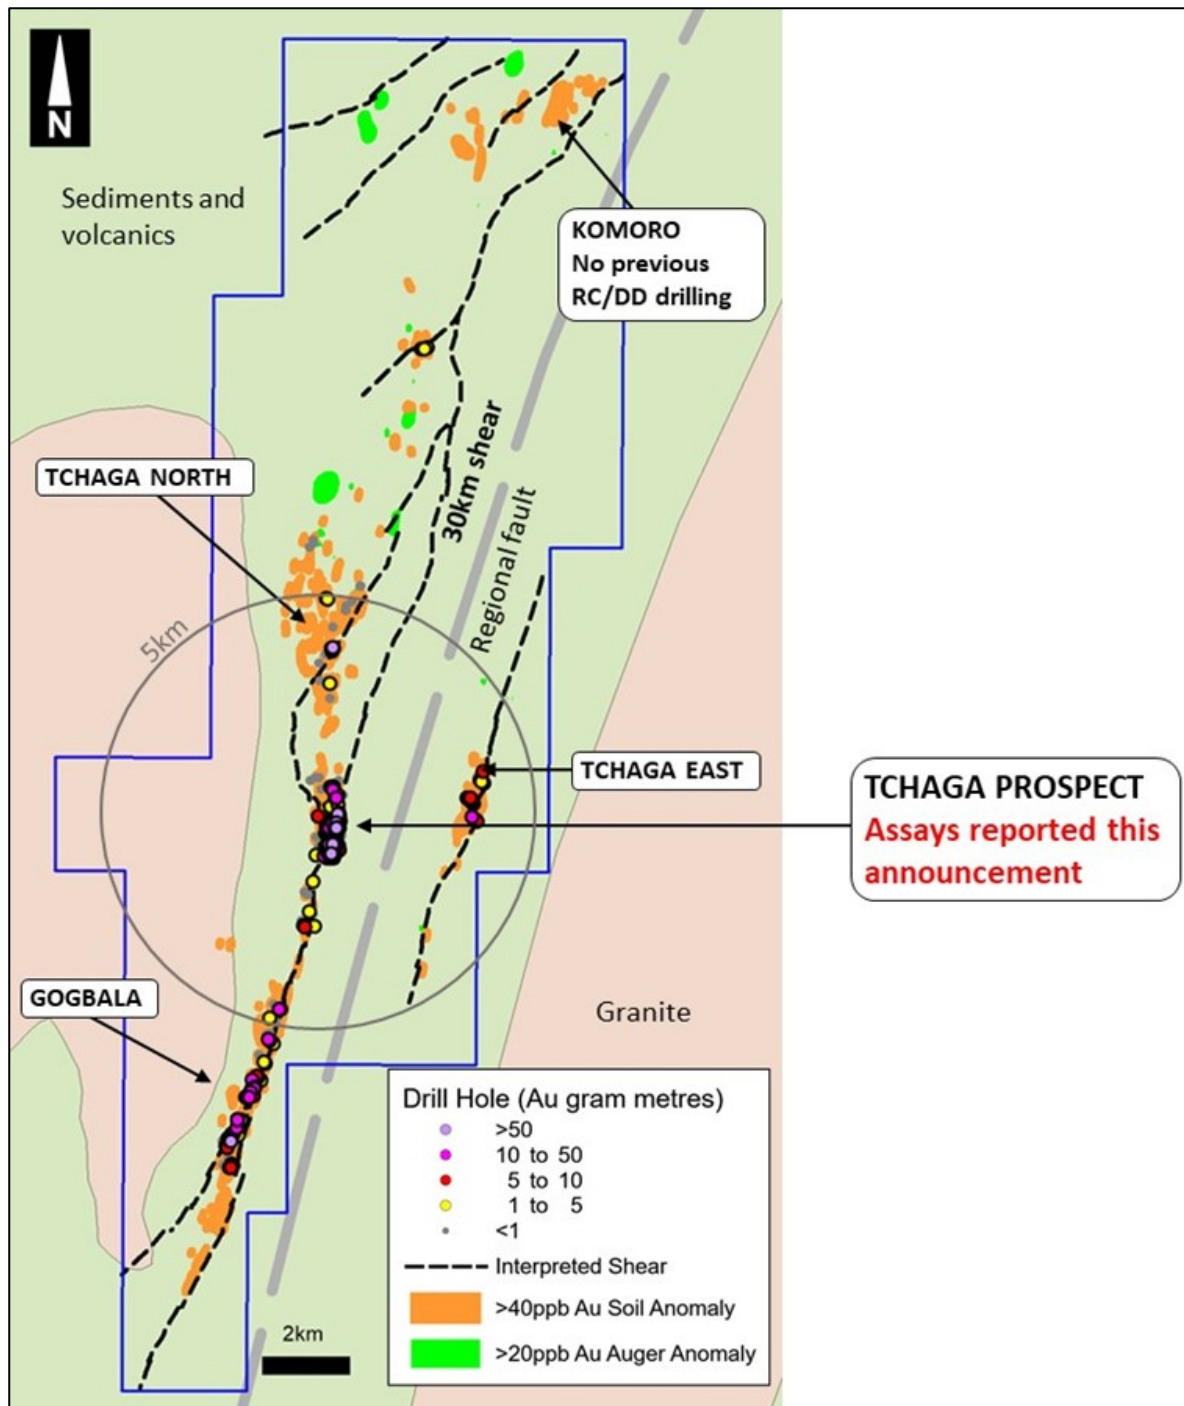 N
Sediments and
volcanics
KOMORO
No previous
RC/DD drilling
TCHAGA NORTH
30km shear
Regional fault
5km
TCHAGA EAST
TCHAGA PROSPECT
Assays reported this
announcement
GOGBALA
Granite
Drill Hole (Au gram metres)
>50
10 to 50
5 to 10
1 to 5
<1
Interpreted Shear
>40ppb Au Soil Anomaly
>20ppb Au Auger Anomaly
2km